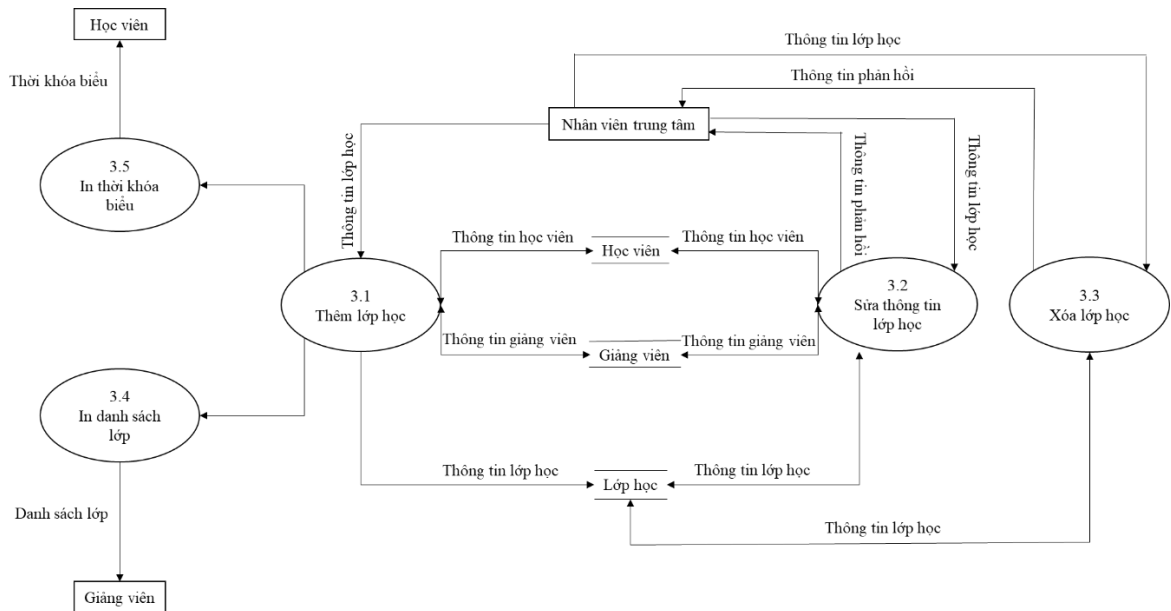 Học viên
Thời khóa biểu
3.5
In thời khóa
biểu
3.4
In danh sách
lớp
Danh sách lớp
Giảng viên
Thông tin lớp học
Thông tin phản hồi
Nhân viên trung tâm
Thông tin lớp học
Thông tin phản hồi
Thông tin lớp học
Thông tin học viên
Học viên
Thông tin học viên
3.1
Thêm lớp học
3.2
Sửa thông tin
lớp học
3.3
Xóa lớp học
Thông tin giảng viên
Giảng viên
Thông tin giảng viên
Thông tin lớp học
Lớp học
Thông tin lớp học
Thông tin lớp học